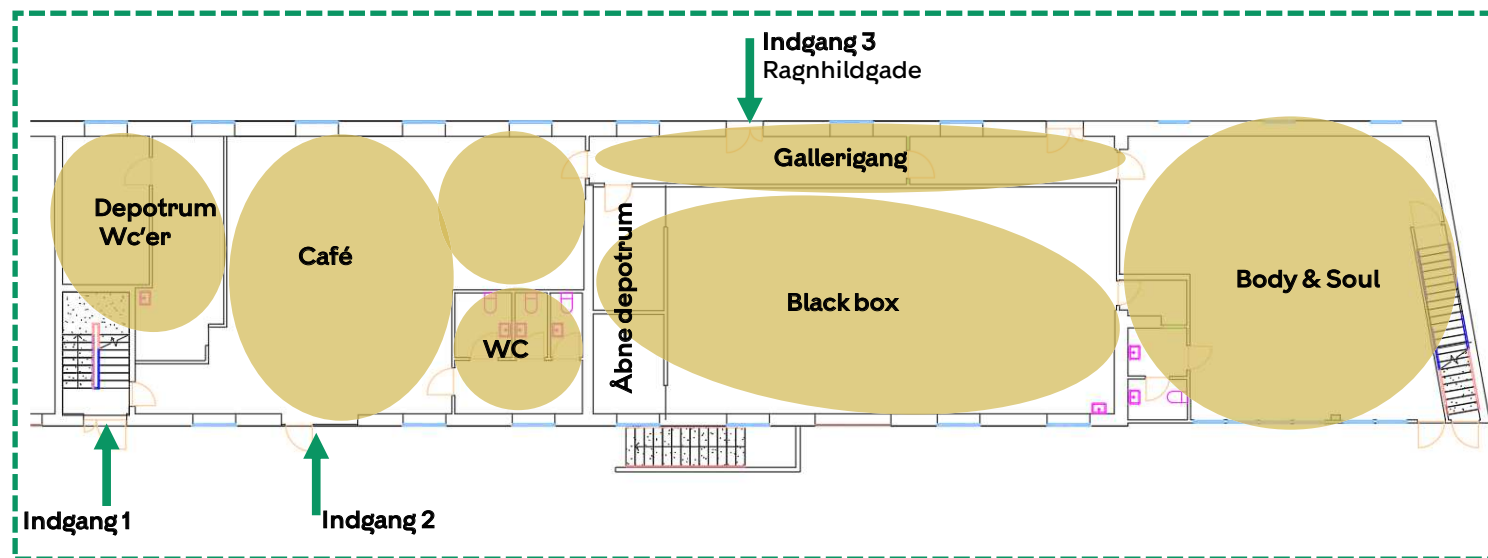 Indgang 3
Ragnhildgade
Gallerigang
Depotrum
Wc'er
Café
Åbne depotrum
Black box
Body & Soul
WC
Indgang 1
Indgang 2